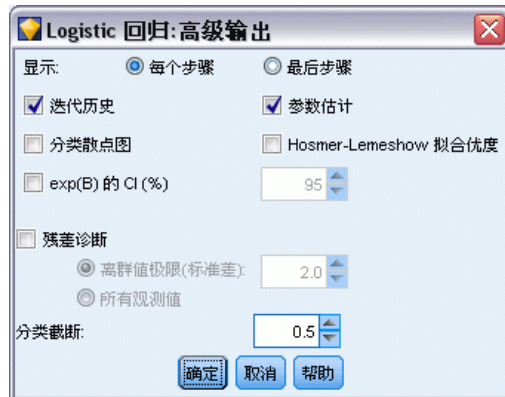 Logistic 回归:高级输出
显示: 每个步骤 最后步骤
迭代历史 参数估计
分类散点图 Hosmer-Lemeshow 拟合优度
exp(B) 的 CI (%) 95
残差诊断
离群值极限(标准差): 2.0
所有观测值
分类截断: 0.5
确定 取消 帮助